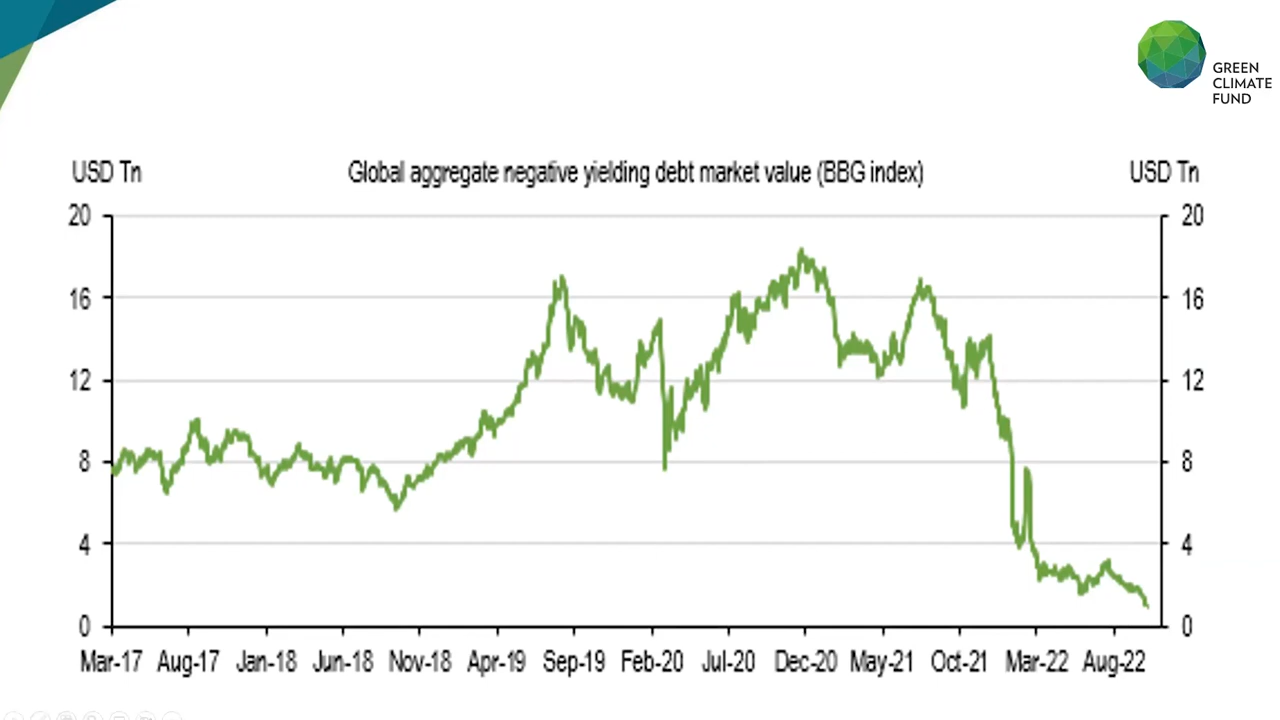 GREEN
CLIMATE
FUND
USD Tn Global aggregate negative yielding debt market value (BBG index) USD Tn
20 20
16 16
12 12
8 8
4 4
0 0
Mar-17 Aug-17 Jan-18 Jun-18 Nov-18 Apr-19 Sep-19 Feb-20 Jul-20 Dec-20 May-21 Oct-21 Mar-22 Aug-22